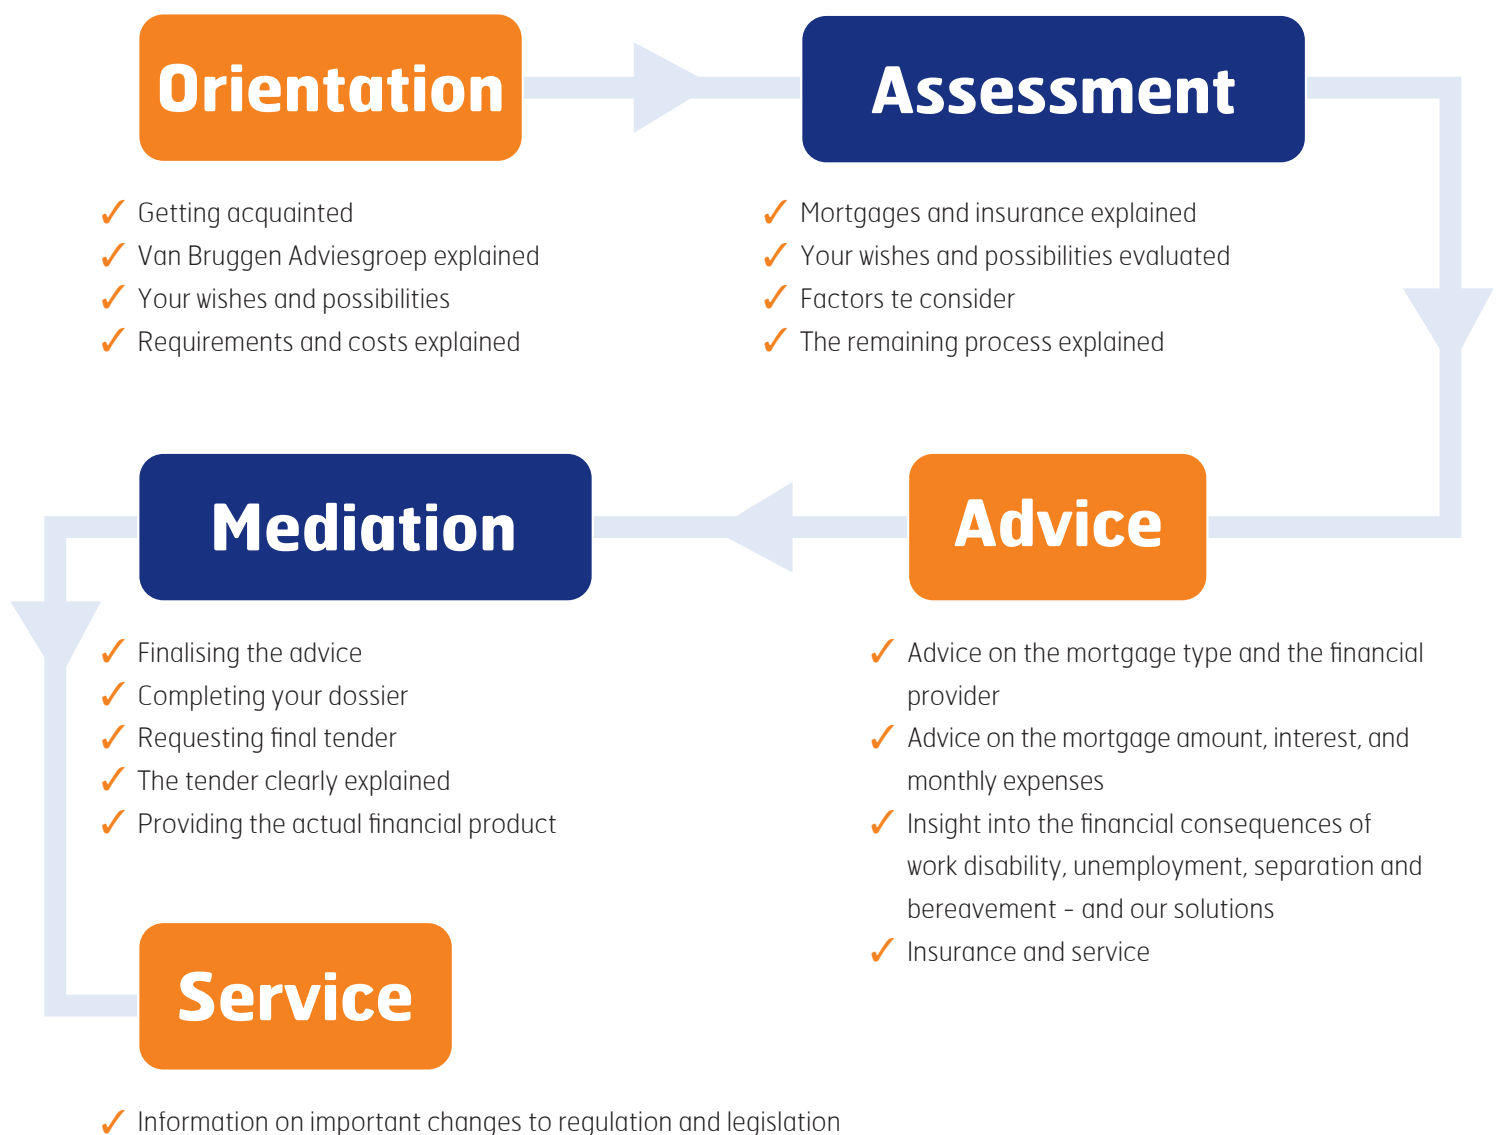 Orientation
Getting acquainted
Van Bruggen Adviesgroep explained
Your wishes and possibilities
Requirements and costs explained
Assessment
Mortgages and insurance explained
Your wishes and possibilities evaluated
Factors te consider
The remaining process explained
Advice
Advice on the mortgage type and the financial
provider
Advice on the mortgage amount, interest, and
monthly expenses
Insight into the financial consequences of
work disability, unemployment, separation and
bereavement - and our solutions
Insurance and service
Mediation
Finalising the advice
Completing your dossier
Requesting final tender
The tender clearly explained
Providing the actual financial product
Service
Information on important changes to regulation and legislation